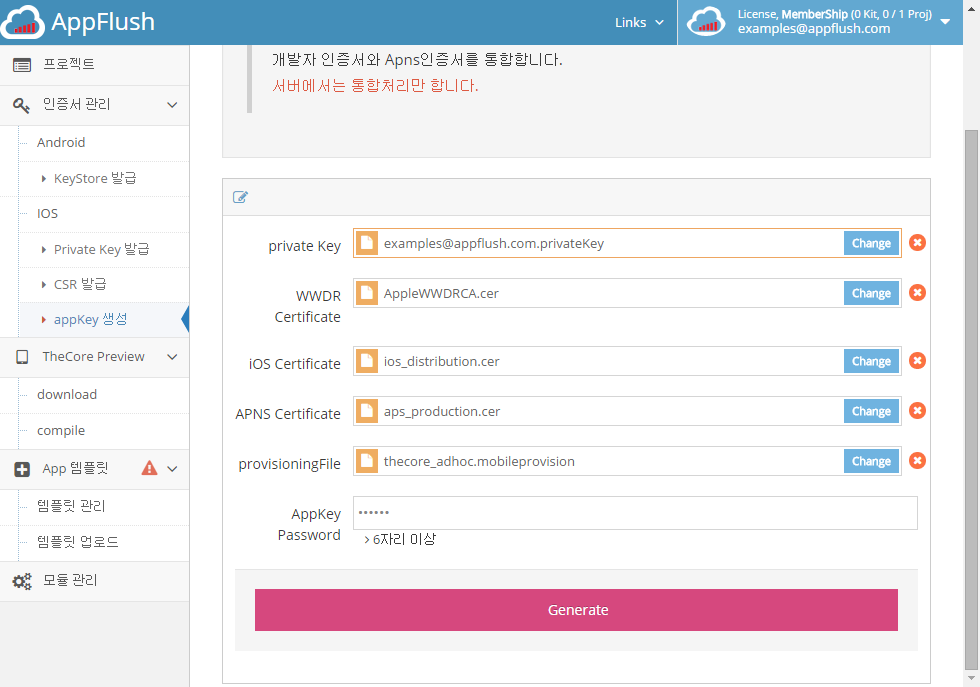 AppFlush
Links
License, MemberShip (0 Kit, 0 / 1 Proj)
examples@appflush.com
프로젝트
인증서 관리
Android
KeyStore 발급
IOS
Private Key 발급
CSR 발급
appKey 생성
TheCore Preview
download
compile
App 템플릿
템플릿 관리
템플릿 업로드
모듈 관리
개발자 인증서와 Apns인증서를 통합합니다.
서버에서는 통합처리만 합니다.
private Key
examples@appflush.com.privateKey
Change
WWDR
Certificate
AppleWWDRCA.cer
Change
iOS Certificate
ios_distribution.cer
Change
APNS Certificate
aps_production.cer
Change
provisioningFile
thecore_adhoc.mobileprovision
Change
AppKey
Password
••••••
> 6자리 이상
Generate